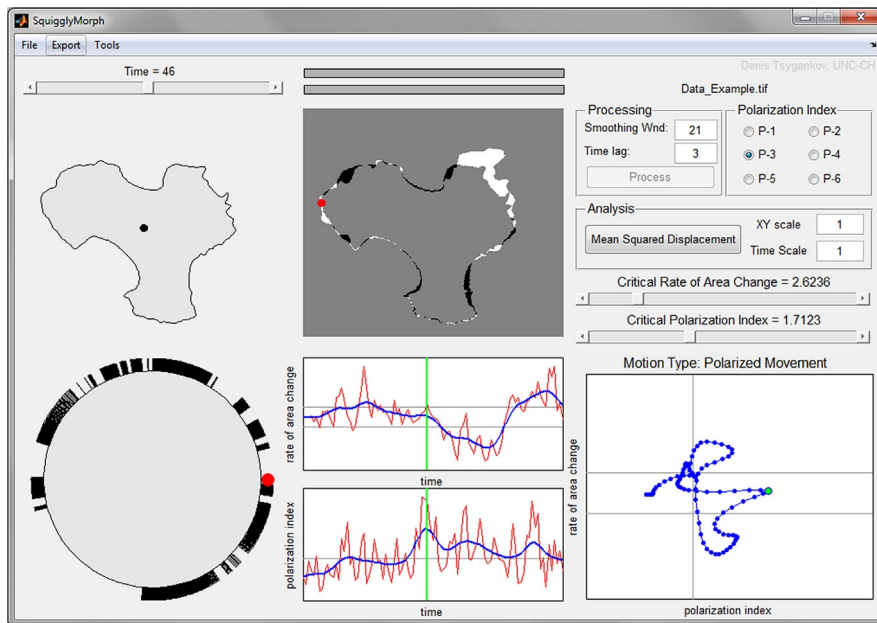 SquigglyMorph
File Export Tools
Denis Tsygankov, UNC-CH
Time = 46
Data_Example.tif
Processing
Smoothing Wnd: 21
Time lag: 3
Process
Polarization Index
P-1 P-2
P-3 P-4
P-5 P-6
Analysis
Mean Squared Displacement
XY scale 1
Time Scale 1
Critical Rate of Area Change = 2.6236
Critical Polarization Index = 1.7123
rate of area change
time
polarization index
time
Motion Type: Polarized Movement
rate of area change
polarization index